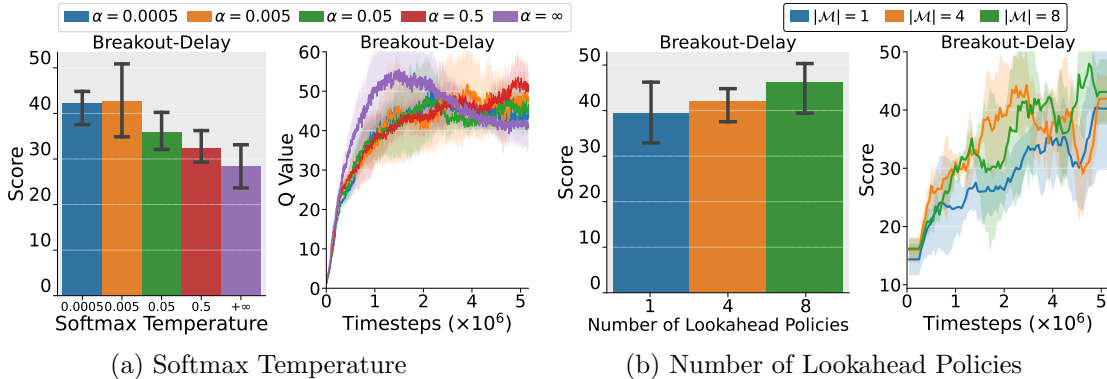 α = 0.0005 α = 0.005 α = 0.05 α = 0.5 α = ∞
|M| = 1 |M| = 4 |M| = 8
Breakout-Delay
Score
50
40
30
20
10
0
0.0005 0.005 0.05 0.5 +∞
Softmax Temperature
Breakout-Delay
Q Value
60
50
40
30
20
10
0
0 1 2 3 4 5
Timesteps (×10⁶)
Breakout-Delay
Score
50
40
30
20
10
0
1 4 8
Number of Lookahead Policies
Breakout-Delay
Score
50
40
30
20
10
0
0 1 2 3 4 5
Timesteps (×10⁶)
(a) Softmax Temperature
(b) Number of Lookahead Policies